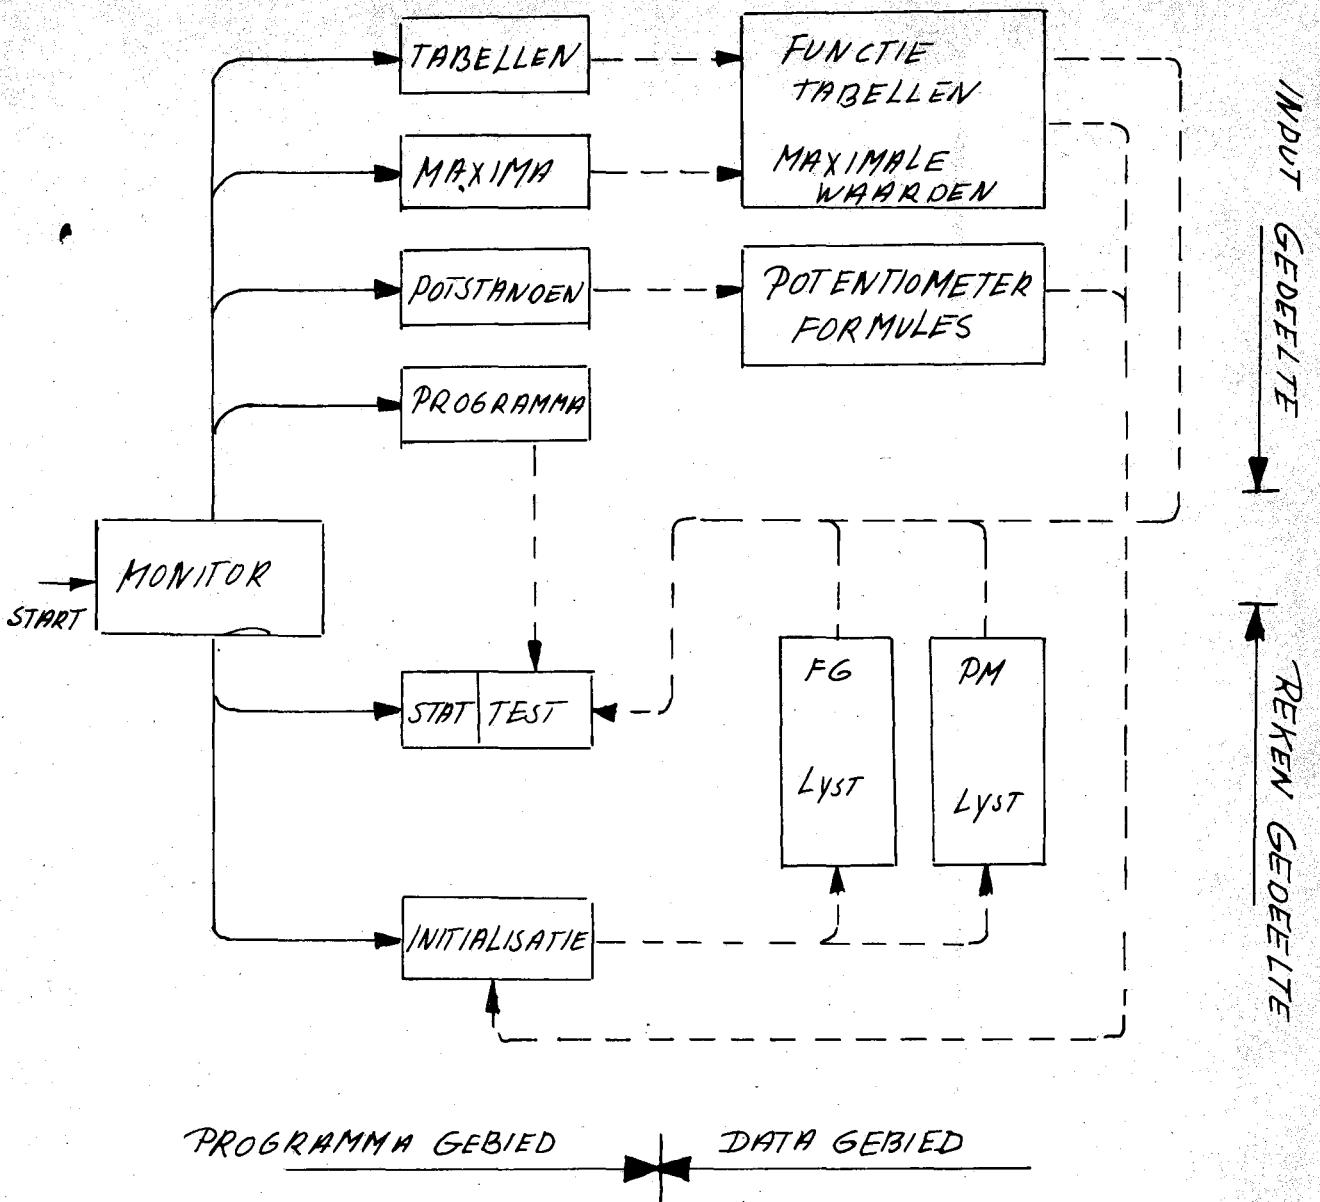 TABELLEN
FUNCTIE
TABELLEN
MAXIMALE
WAARDEN
MAXIMA
POTSTANDEN
POTENTIOMETER
FORMULES
PROGRAMMA
INPUT GEDEELTE
MONITOR
START
STAT TEST
FG
LYST
PM
LYST
REKEN GEDEELTE
INITIALISATIE
PROGRAMMA GEBIED
DATA GEBIED